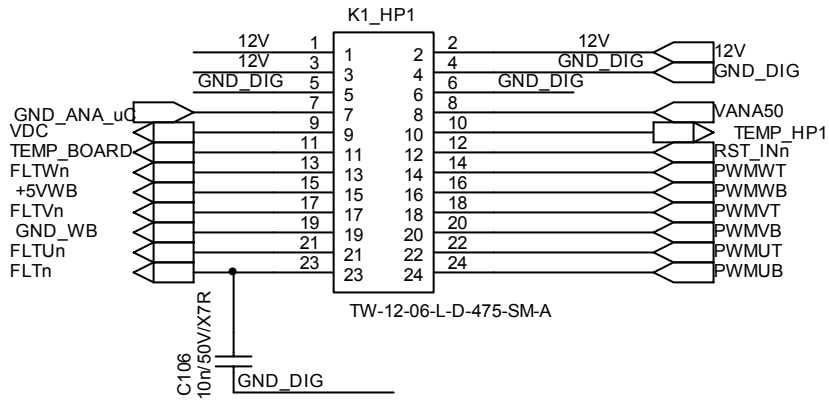 K1_HP1
12V 1 1 2 2 12V 12V
12V 3 3 4 4 GND_DIG GND_DIG
GND_DIG 5 5 6 6 GND_DIG
GND_ANA_uC 7 7 8 8 VANA50
VDC 9 9 10 10 TEMP_HP1
TEMP_BOARD 11 11 12 12 RST_INn
FLTWn 13 13 14 14 PWMWT
+5VWB 15 15 16 16 PWMWB
FLTVn 17 17 18 18 PWMVT
GND_WB 19 19 20 20 PWMVB
FLTUn 21 21 22 22 PWMUT
FLTn 23 23 24 24 PWMUB
TW-12-06-L-D-475-SM-A
C106
10n/50V/X7R
GND_DIG